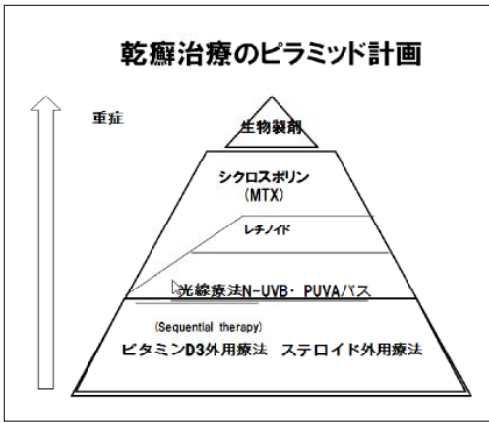 乾癬治療のピラミッド計画
重症
生物製剤
シクロスポリン
(MTX)
レチノイド
光線療法N-UVB・ PUVAバス
(Sequential therapy)
ビタミンD3外用療法 ステロイド外用療法